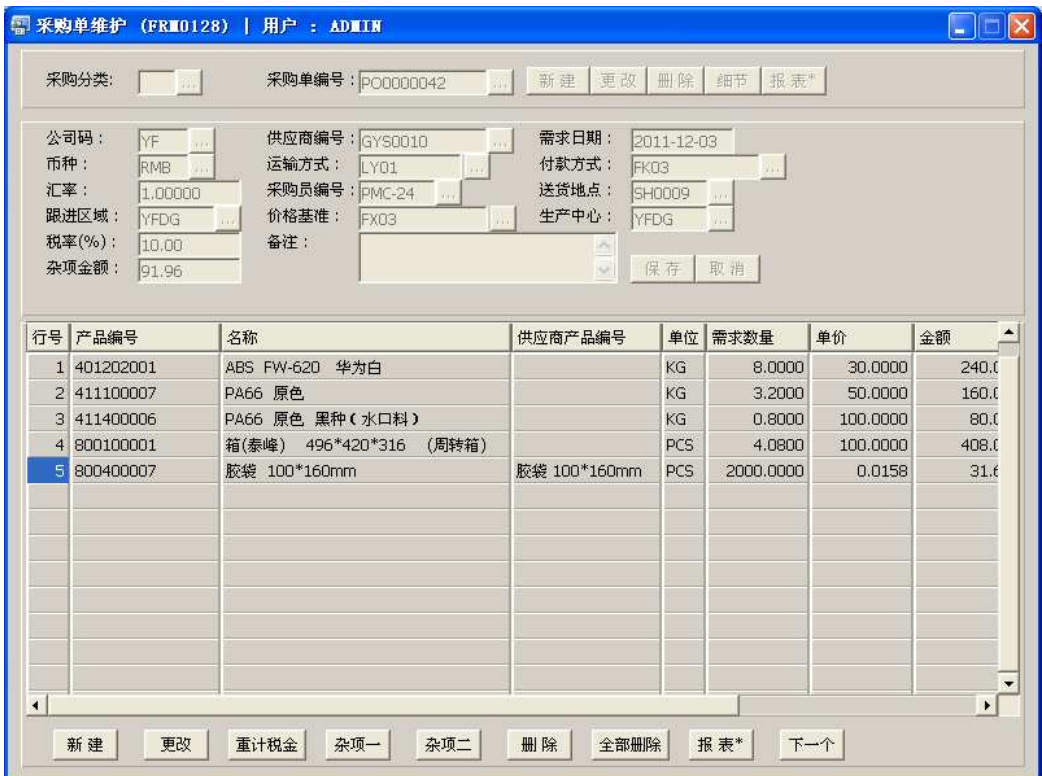 采购单维护 (FRM0128) | 用户 : ADMIN
采购分类: ... 采购单编号: PO0000042 ... 新建 更改 删除 细节 报表*
公司码: YF ... 供应商编号: GYS0010 ... 需求日期: 2011-12-03
币种: RMB ... 运输方式: LY01 ... 付款方式: FK03 ...
汇率: 1.00000 采购员编号: PMC-24 ... 送货地点: SH0009 ...
跟进区域: YFDG ... 价格基准: FX03 ... 生产中心: YFDG ...
税率(%): 10.00 备注:
杂项金额: 91.96 保存 取消
行号 产品编号 名称 供应商产品编号 单位 需求数量 单价 金额
1 401202001 ABS FW-620 华为白 KG 8.0000 30.0000 240.0
2 411100007 PA66 原色 KG 3.2000 50.0000 160.0
3 411400006 PA66 原色 黑种(水口料) KG 0.8000 100.0000 80.0
4 800100001 箱(泰峰) 496*420*316 (周转箱) PCS 4.0800 100.0000 408.0
5 800400007 胶袋 100*160mm 胶袋 100*160mm PCS 2000.0000 0.0158 31.6
新建 更改 重计税金 杂项一 杂项二 删除 全部删除 报表* 下一个